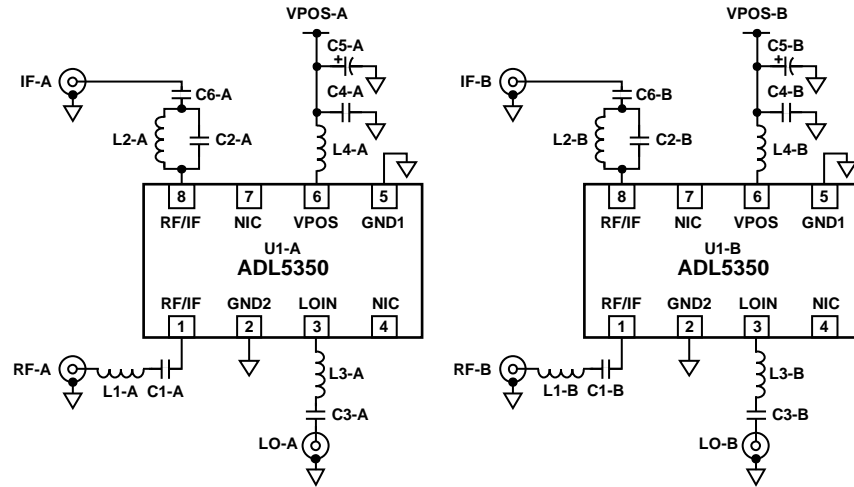 VPOS-A
C5-A
+
IF-A
C6-A
C4-A
L2-A
C2-A
L4-A
8
7
6
5
RF/IF
NIC
VPOS
GND1
U1-A
ADL5350
RF/IF
GND2
LOIN
NIC
1
2
3
4
RF-A
L1-A
C1-A
L3-A
C3-A
LO-A
VPOS-B
C5-B
+
IF-B
C6-B
C4-B
L2-B
C2-B
L4-B
8
7
6
5
RF/IF
NIC
VPOS
GND1
U1-B
ADL5350
RF/IF
GND2
LOIN
NIC
1
2
3
4
RF-B
L1-B
C1-B
L3-B
C3-B
LO-B